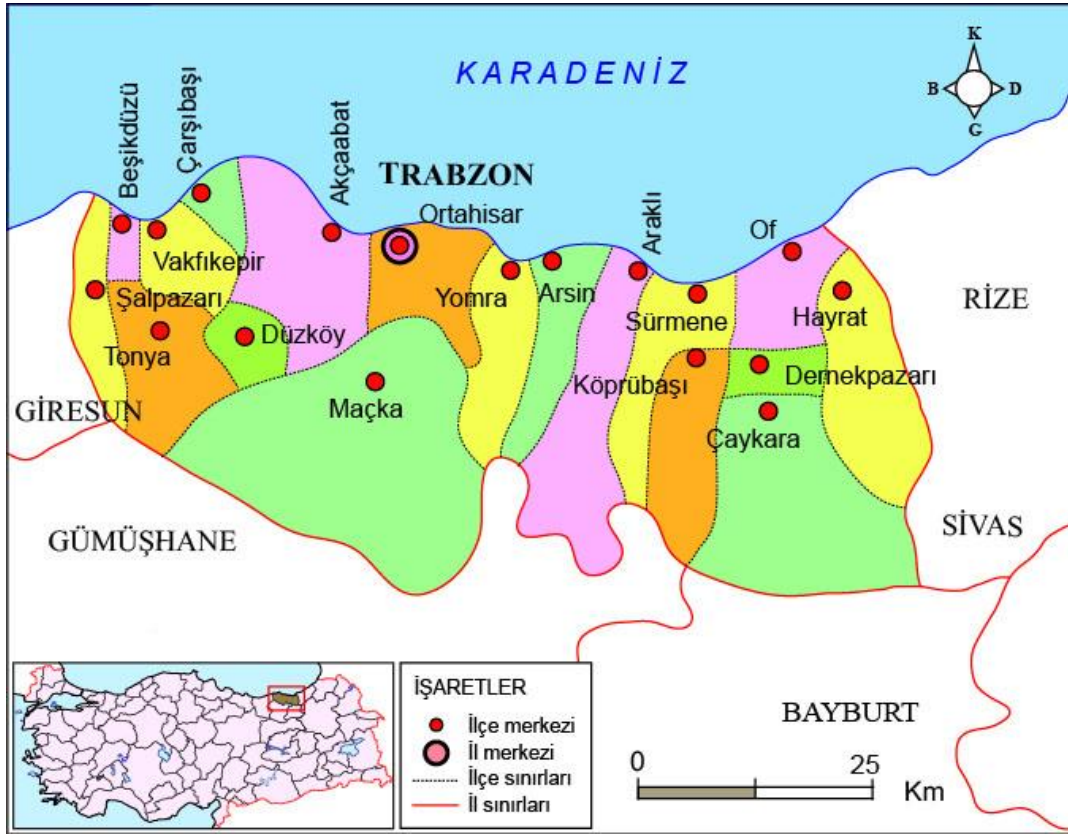 KARADENİZ
K
B
D
G
Beşikdüzü
Çarşıbaşı
Akçaabat
TRABZON
Ortahisar
Araklı
Of
Vakfıkepir
Şalpazarı
Tonya
Düzköy
Maçka
Yomra
Arsin
Sürmene
Köprübaşı
Hayrat
Dernekpazarı
Çaykara
GİRESUN
GÜMÜŞHANE
RİZE
SİVAS
BAYBURT
İŞARETLER
İlçe merkezi
İl merkezi
İlçe sınırları
İl sınırları
0
25
Km